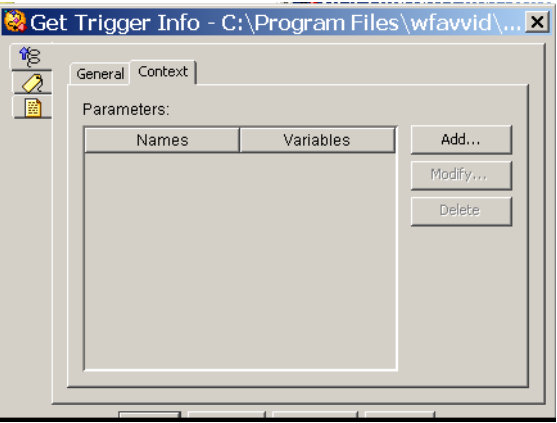 Get Trigger Info - C:\Program Files\wfavvid\...
General Context
Parameters:
Names Variables
Add...
Modify...
Delete